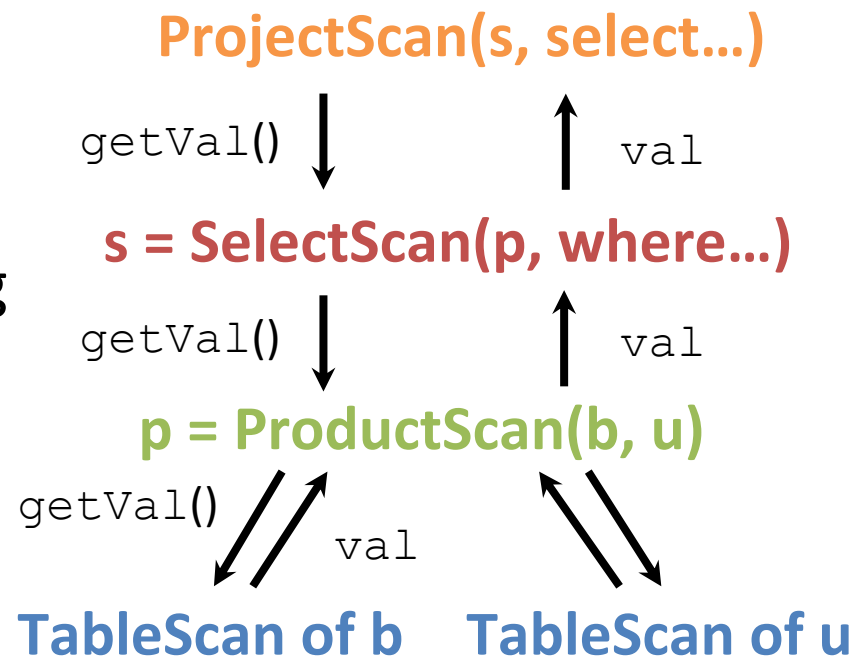 ProjectScan(s, select…)
getVal() val
s = SelectScan(p, where…)
g
getVal() val
p = ProductScan(b, u)
getVal()
val
TableScan of b TableScan of u